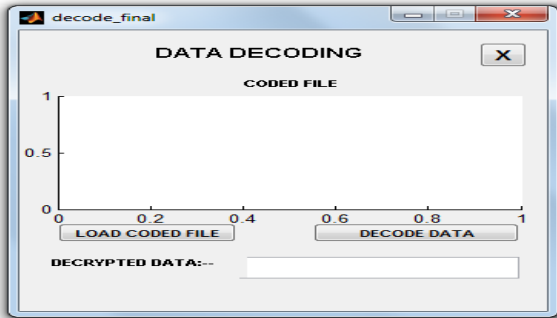 decode_final
DATA DECODING
X
CODED FILE
1
0.5
0
0 0.2 0.4 0.6 0.8 1
LOAD CODED FILE DECODE DATA
DECRYPTED DATA:--